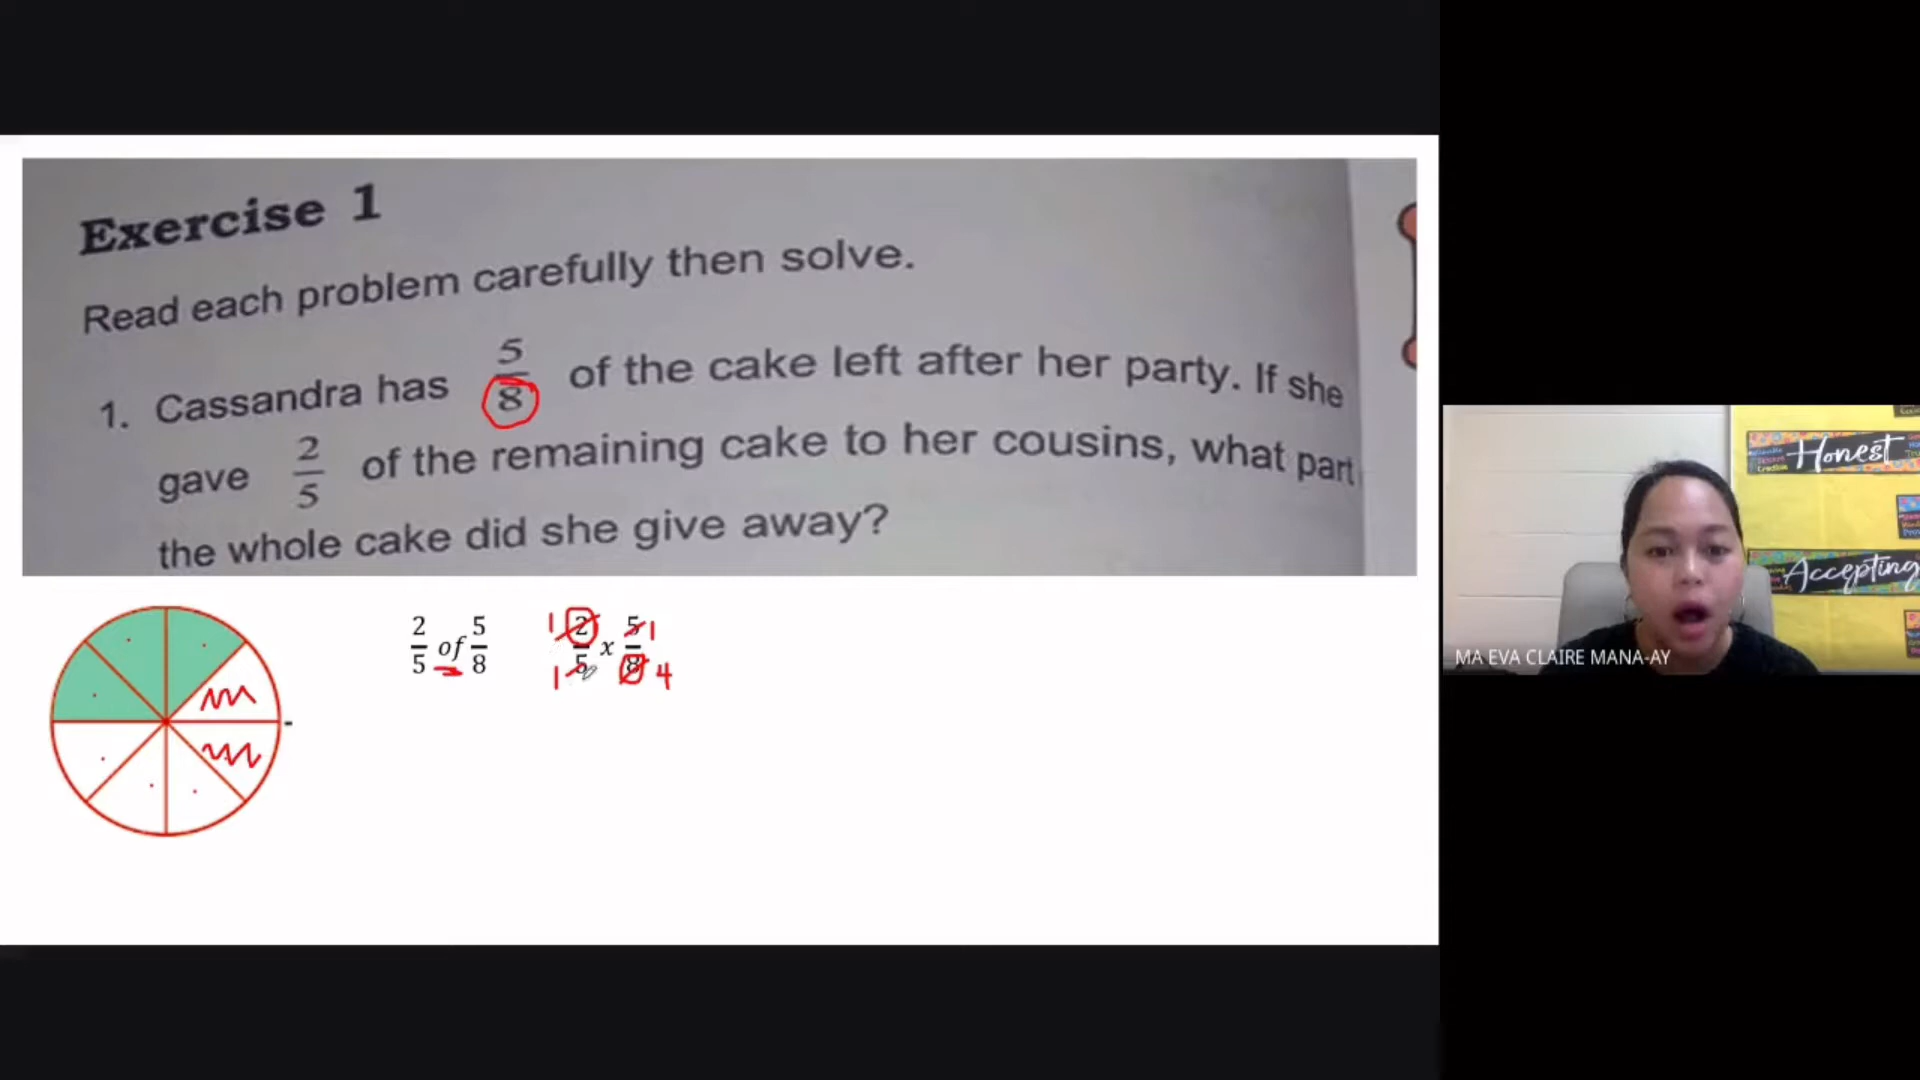 Exercise 1
Read each problem carefully then solve.
1. Cassandra has 5/8 of the cake left after her party. If she
gave 2/5 of the remaining cake to her cousins, what part
the whole cake did she give away?
2/5 of 5/8 1 2/5 1 x 5/8 1 4
Honest
Accepting
MA EVA CLAIRE MANA-AY